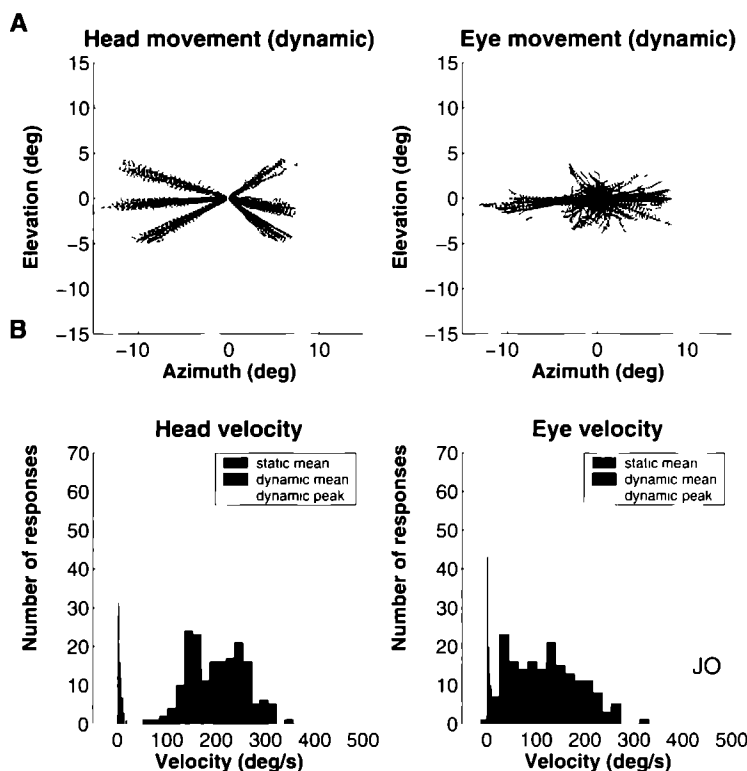 A
Head movement (dynamic)
Eye movement (dynamic)
15
10
5
0
−5
−10
−15
Elevation (deg)
−10
0
10
Azimuth (deg)
15
10
5
0
−5
−10
−15
Elevation (deg)
−10
0
10
Azimuth (deg)
B
Head velocity
Eye velocity
70
60
50
40
30
20
10
0
Number of responses
static mean
dynamic mean
dynamic peak
0 100 200 300 400 500
Velocity (deg/s)
70
60
50
40
30
20
10
0
Number of responses
static mean
dynamic mean
dynamic peak
JO
0 100 200 300 400 500
Velocity (deg/s)